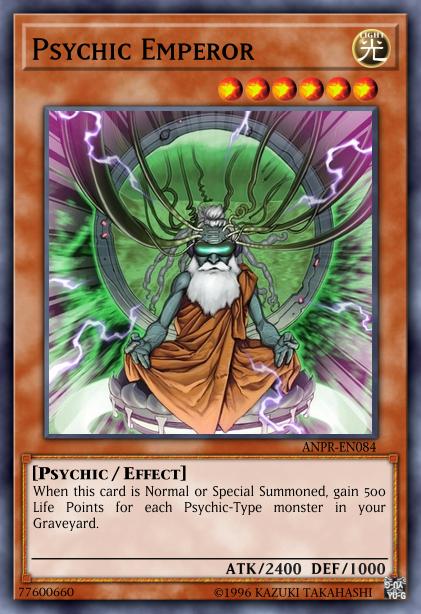 PSYCHIC EMPEROR
LIGHT
光
ANPR-EN084
[PSYCHIC / EFFECT]
When this card is Normal or Special Summoned, gain 500
Life Points for each Psychic-Type monster in your
Graveyard.
ATK/2400 DEF/1000
77600660
©1996 KAZUKI TAKAHASHI